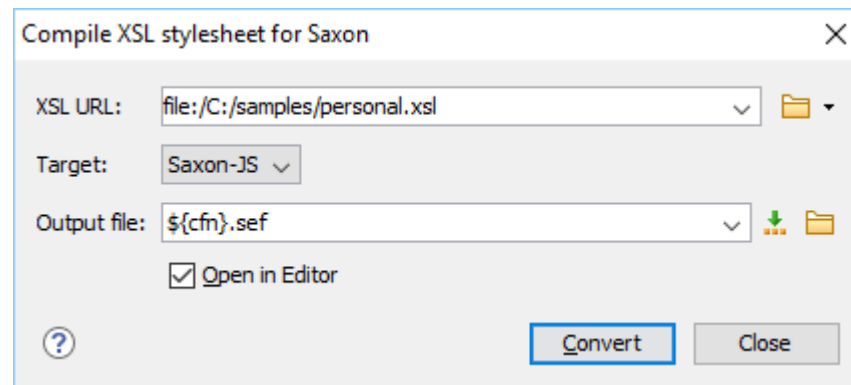 Compile XSL stylesheet for Saxon
XSL URL: file:/C:/samples/personal.xsl
Target: Saxon-JS
Output file: ${cfn}.sef
Open in Editor
Convert Close